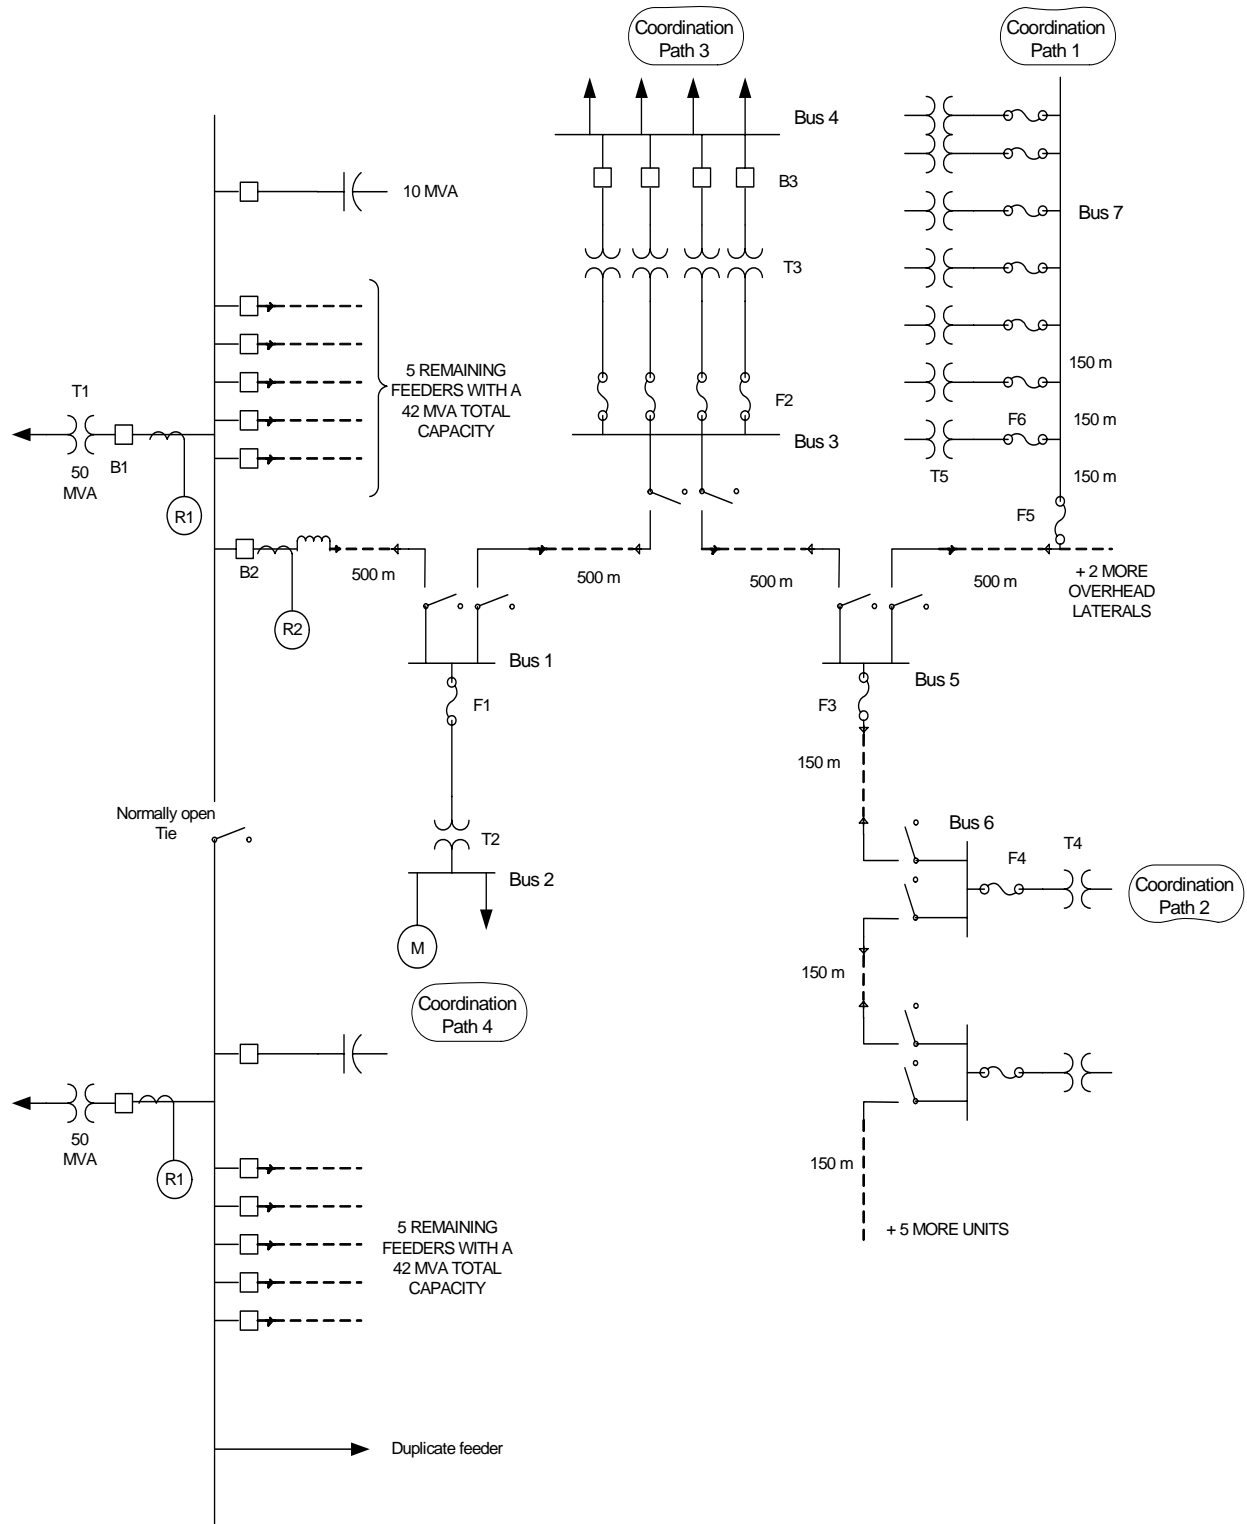 Coordination
Path 3
Coordination
Path 1
Bus 4
10 MVA
B3
Bus 7
T3
T1
5 REMAINING
FEEDERS WITH A
42 MVA TOTAL
CAPACITY
150 m
F2
B1
Bus 3
F6
150 m
50
MVA
T5
150 m
R1
F5
B2
500 m
500 m
500 m
500 m
+ 2 MORE
OVERHEAD
LATERALS
R2
Bus 1
Bus 5
F1
F3
150 m
Normally open
Tie
T2
Bus 6
F4
T4
Bus 2
Coordination
Path 2
M
150 m
Coordination
Path 4
50
MVA
R1
150 m
5 REMAINING
FEEDERS WITH A
42 MVA TOTAL
CAPACITY
+ 5 MORE UNITS
Duplicate feeder